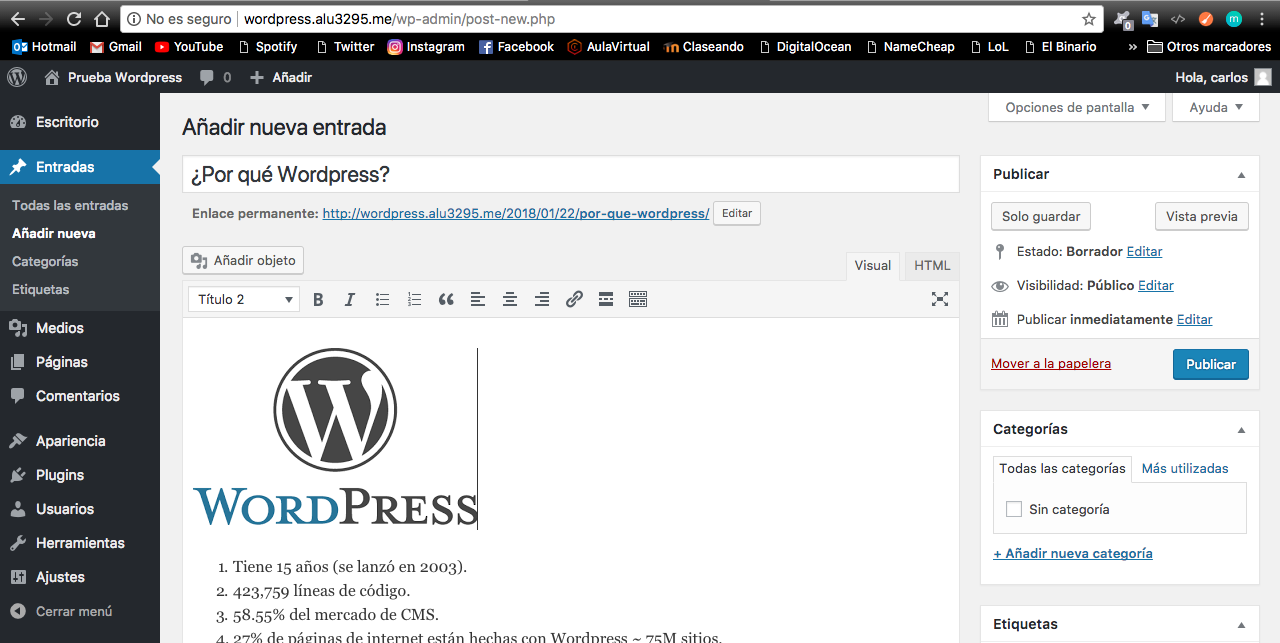 No es seguro wordpress.alu3295.me/wp-admin/post-new.php
0 m
Hotmail Gmail YouTube Spotify Twitter Instagram Facebook AulaVirtual Claseando DigitalOcean NameCheap LoL El Binario » Otros marcadores
Prueba Wordpress 0 + Añadir Hola, carlos
Opciones de pantalla ▼ Ayuda ▼
Escritorio
Entradas
Todas las entradas
Añadir nueva
Categorías
Etiquetas
Medios
Páginas
Comentarios
Apariencia
Plugins
Usuarios
Herramientas
Ajustes
Cerrar menú
Añadir nueva entrada
¿Por qué Wordpress?
Enlace permanente: http://wordpress.alu3295.me/2018/01/22/por-que-wordpress/ Editar
Añadir objeto Visual HTML
Título 2 B I
WORDPRESS
1. Tiene 15 años (se lanzó en 2003).
2. 423,759 líneas de código.
3. 58.55% del mercado de CMS.
4. 27% de páginas de internet están hechas con Wordpress ~ 75M sitios.
Publicar
Solo guardar Vista previa
Estado: Borrador Editar
Visibilidad: Público Editar
Publicar inmediatamente Editar
Mover a la papelera Publicar
Categorías
Todas las categorías Más utilizadas
Sin categoría
+ Añadir nueva categoría
Etiquetas